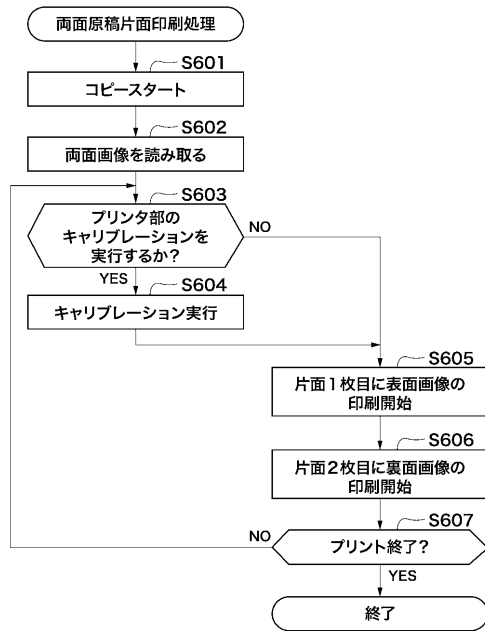 両面原稿片面印刷処理
S601
コピースタート
S602
両面画像を読み取る
S603
プリンタ部の
キャリブレーションを
実行するか?
NO
YES
S604
キャリブレーション実行
S605
片面1枚目に表面画像の
印刷開始
S606
片面2枚目に裏面画像の
印刷開始
S607
NO
プリント終了?
YES
終了